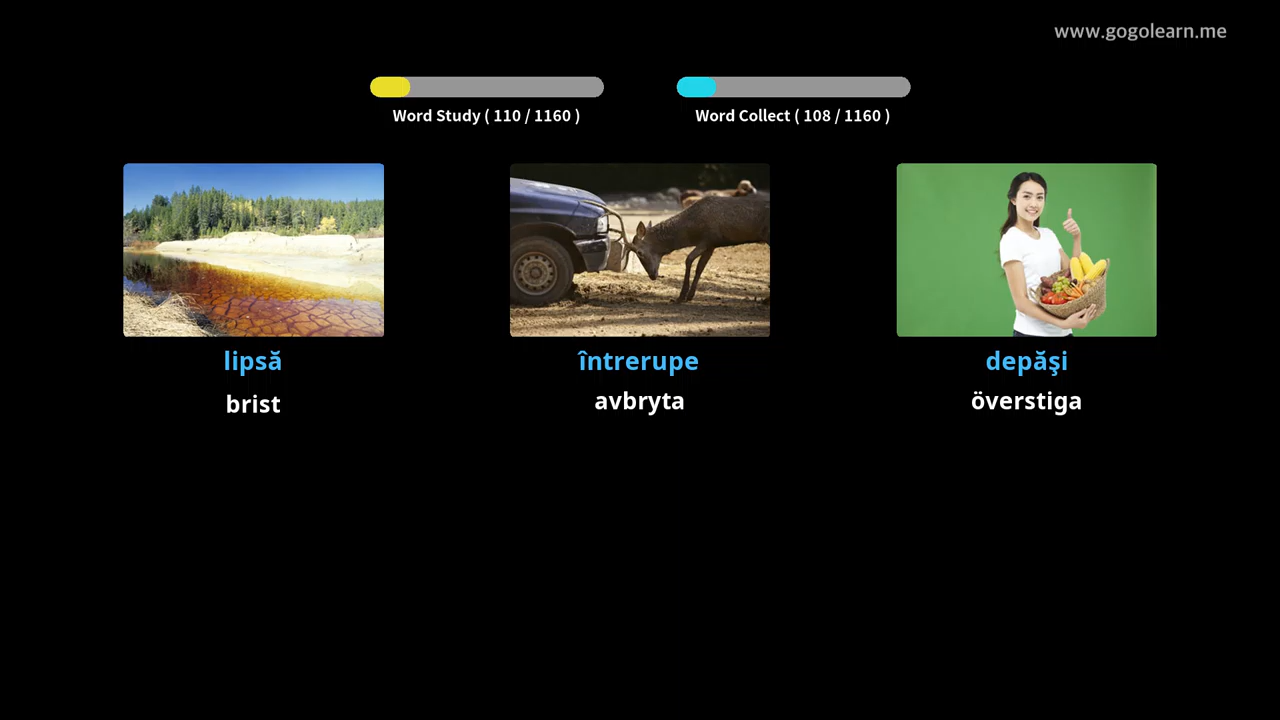 www.gogolearn.me
Word Study ( 110 / 1160 )
Word Collect ( 108 / 1160 )
lipsă
întrerupe
depăşi
brist
avbryta
överstiga